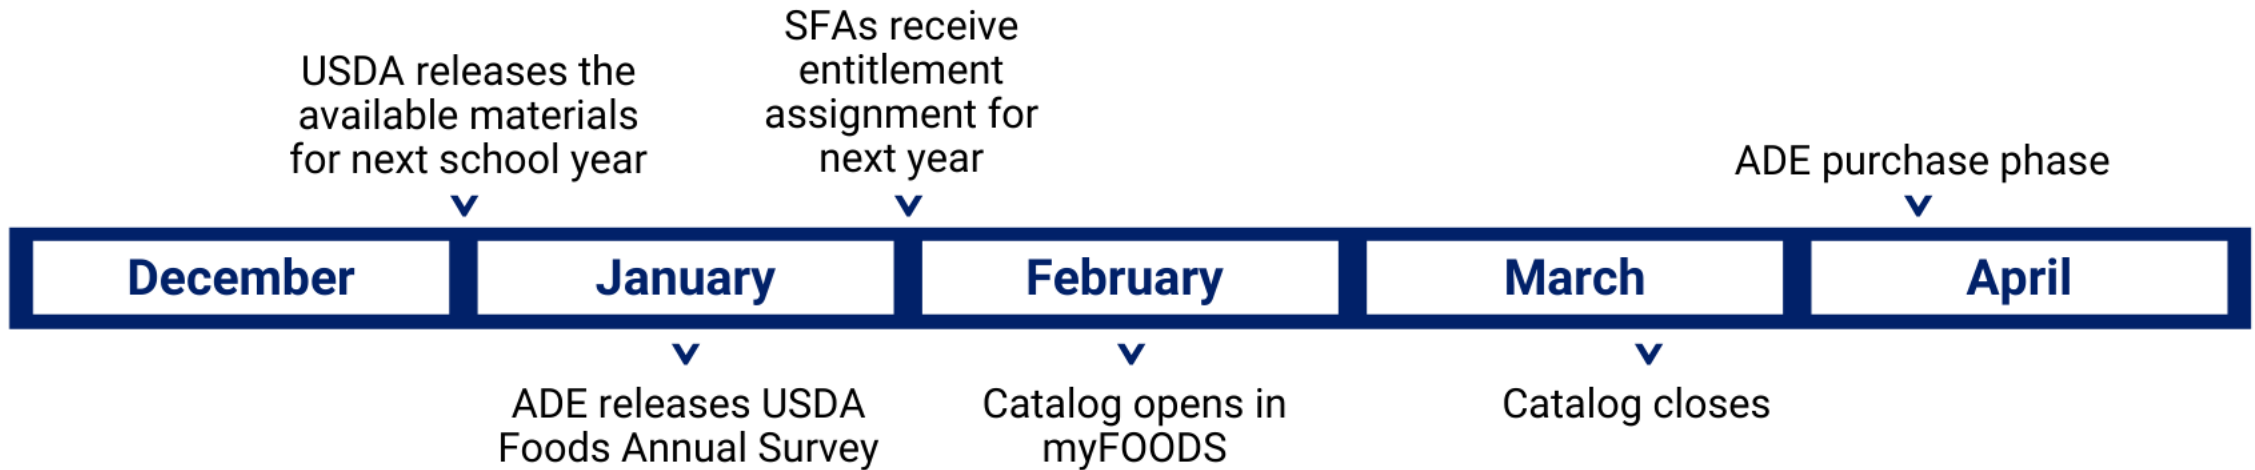 USDA releases the
available materials
for next school year
SFAs receive
entitlement
assignment for
next year
ADE purchase phase
December
January
February
March
April
ADE releases USDA
Foods Annual Survey
Catalog opens in
myFOODS
Catalog closes